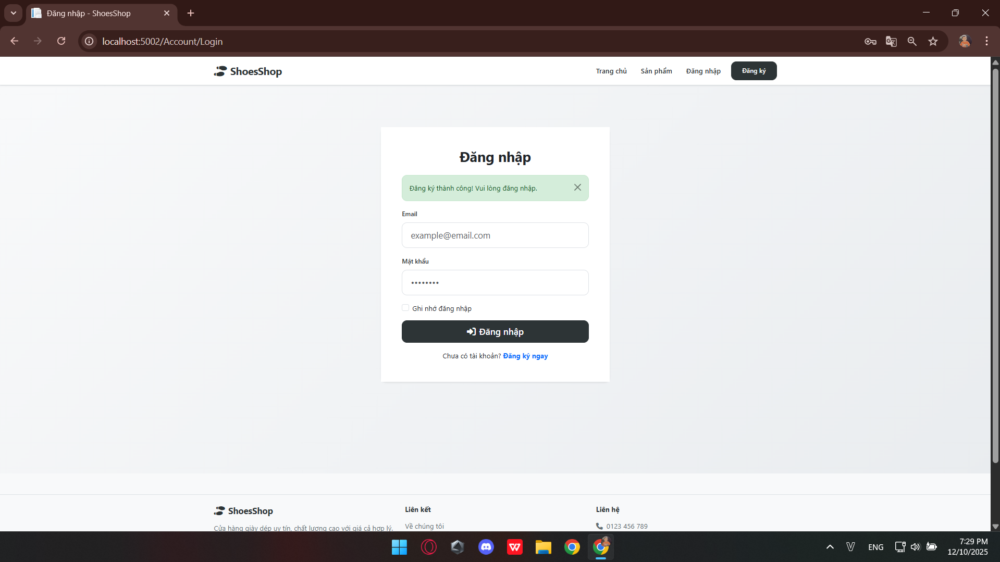 Đăng nhập - ShoesShop
localhost:5002/Account/Login
ShoesShop
Trang chủ
Sản phẩm
Đăng nhập
Đăng ký
Đăng nhập
Đăng ký thành công! Vui lòng đăng nhập.
Email
example@email.com
Mật khẩu
••••••••
Ghi nhớ đăng nhập
Đăng nhập
Chưa có tài khoản? Đăng ký ngay
ShoesShop
Cửa hàng giày dép uy tín, chất lượng cao với giá cả hợp lý.
Liên kết
Về chúng tôi
Liên hệ
0123 456 789
ENG
7:29 PM
12/10/2025